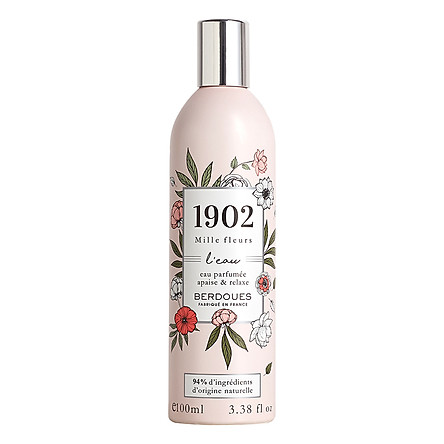 1902
Mille fleurs
l'eau
eau parfumée
apaise & relaxe
BERDOUES
FABRIQUÉ EN FRANCE
94% d'ingrédients
d'origine naturelle
e100ml 3.38 fl oz